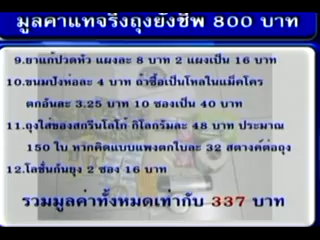 มูลค่าแท้จริงถุงยังชีพ 800 บาท
9.ยาแก้ปวดหัว แผงละ 8 บาท 2 แผงเป็น 16 บาท
10.ขนมปังห่อละ 4 บาท ถ้าซื้อเป็นโหลในแม็คโคร
ตกอันละ 3.25 บาท 10 ซองเป็น 40 บาท
11.ถุงใส่ของสกรีนโลโก้ กิโลกรัมละ 48 บาท ประมาณ
150 ใบ หากคิดแบบแพงตกใบละ 32 สตางค์ต่อถุง
12.โลชั่นกันยุง 2 ซอง 16 บาท
รวมมูลค่าทั้งหมดเท่ากับ 337 บาท